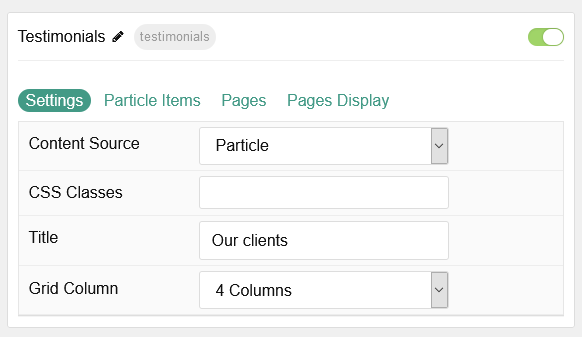 Testimonials testimonials
Settings Particle Items Pages Pages Display
Content Source Particle
CSS Classes
Title Our clients
Grid Column 4 Columns